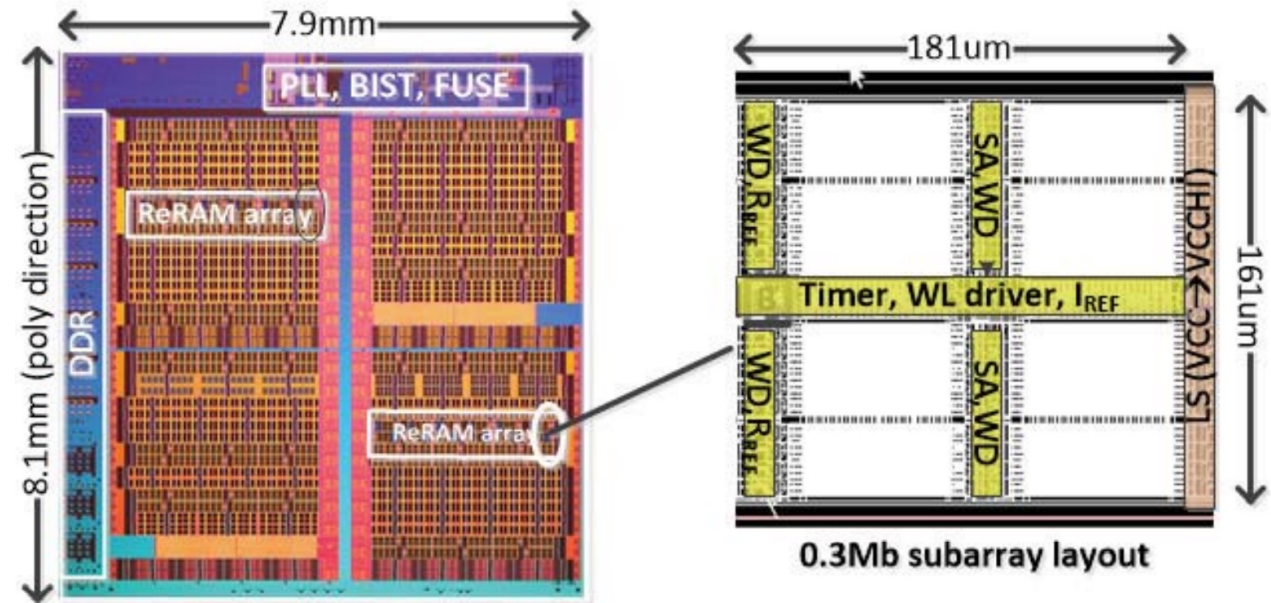 7.9mm
8.1mm (poly direction)
PLL, BIST, FUSE
DDR
ReRAM array
ReRAM array
181um
161um
WD,RREF
SA,WD
Timer, WL driver, IREF
WD,RREF
SA,WD
LS (VCC→VCCHI)
0.3Mb subarray layout